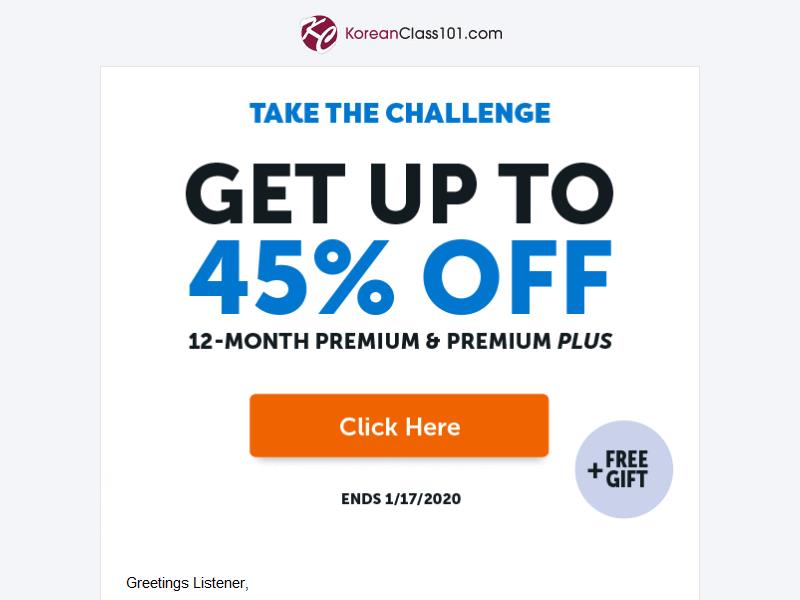 KC KoreanClass101.com
TAKE THE CHALLENGE
GET UP TO
45% OFF
12-MONTH PREMIUM & PREMIUM PLUS
Click Here
+ FREE
GIFT
ENDS 1/17/2020
Greetings Listener,